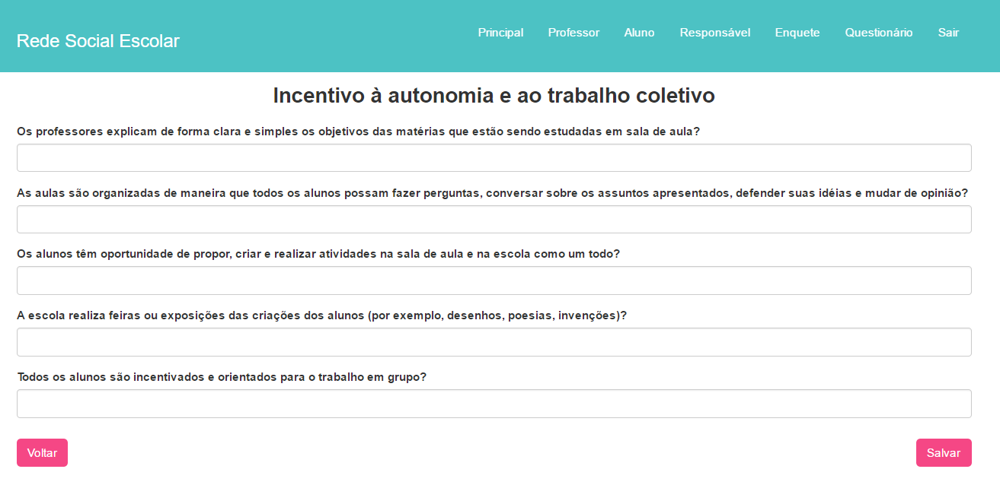 Rede Social Escolar
Principal Professor Aluno Responsável Enquete Questionário Sair
Incentivo à autonomia e ao trabalho coletivo
Os professores explicam de forma clara e simples os objetivos das matérias que estão sendo estudadas em sala de aula?
As aulas são organizadas de maneira que todos os alunos possam fazer perguntas, conversar sobre os assuntos apresentados, defender suas idéias e mudar de opinião?
Os alunos têm oportunidade de propor, criar e realizar atividades na sala de aula e na escola como um todo?
A escola realiza feiras ou exposições das criações dos alunos (por exemplo, desenhos, poesias, invenções)?
Todos os alunos são incentivados e orientados para o trabalho em grupo?
Voltar Salvar